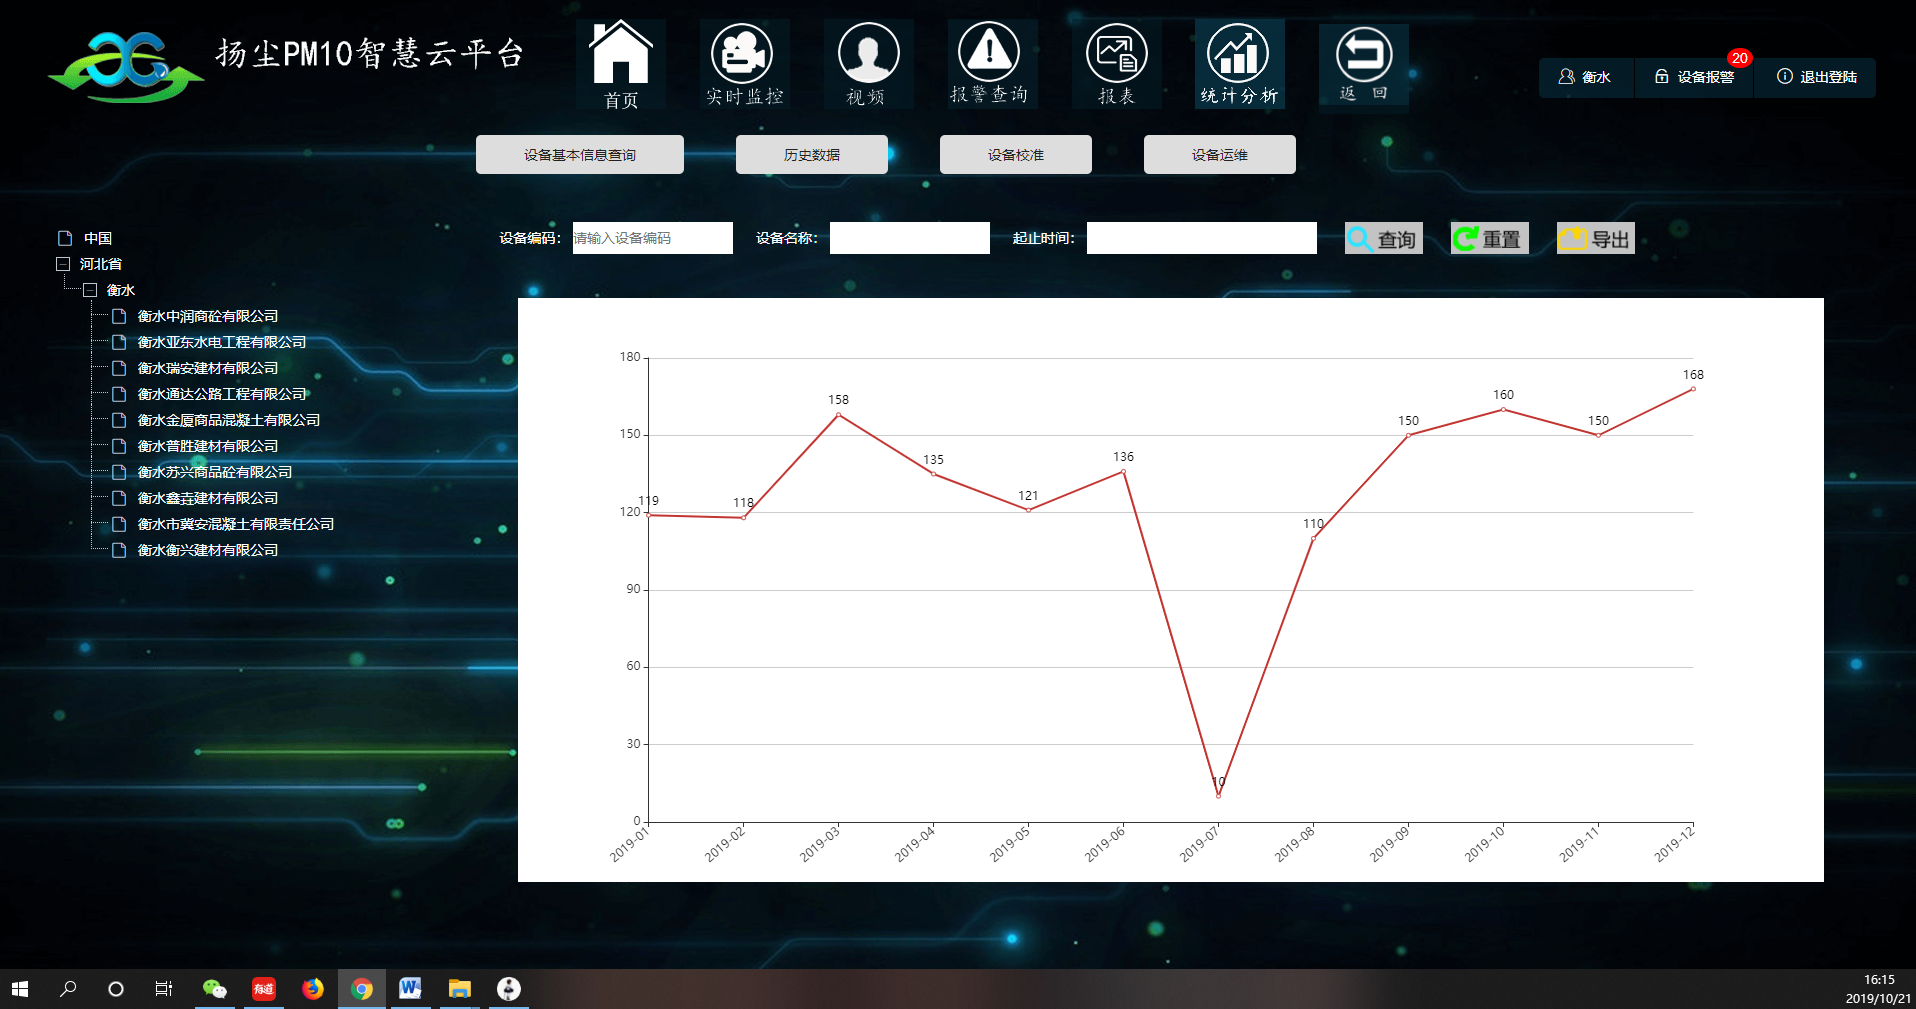 扬尘PM10智慧云平台
首页
实时监控
视频
报警查询
报表
统计分析
返 回
衡水
设备报警
20
退出登陆
设备基本信息查询
历史数据
设备校准
设备运维
设备编码：
请输入设备编码
设备名称：
起止时间：
查询
重置
导出
中国
河北省
衡水
衡水中润商砼有限公司
衡水亚东水电工程有限公司
衡水瑞安建材有限公司
衡水通达公路工程有限公司
衡水金厦商品混凝土有限公司
衡水普胜建材有限公司
衡水苏兴商品砼有限公司
衡水鑫垚建材有限公司
衡水市冀安混凝土有限责任公司
衡水衡兴建材有限公司
180
150
120
90
60
30
0
119
118
158
135
121
136
10
110
150
160
150
168
2019-01
2019-02
2019-03
2019-04
2019-05
2019-06
2019-07
2019-08
2019-09
2019-10
2019-11
2019-12
有道
W
16:15
2019/10/21